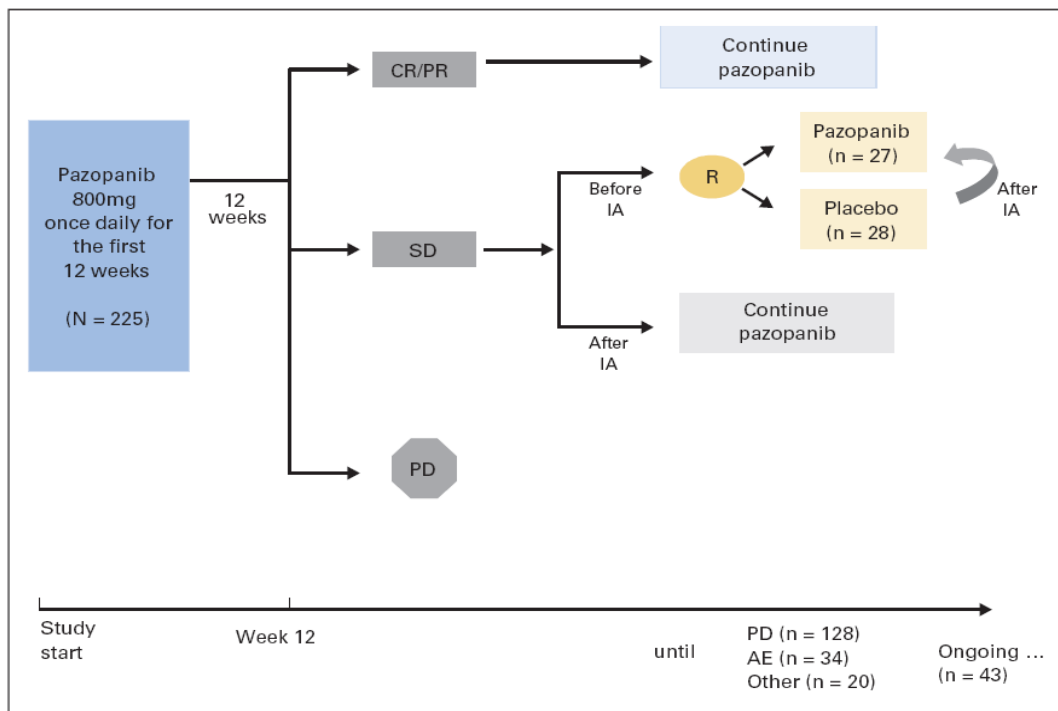 Pazopanib
800mg
once daily for
the first
12 weeks
(N = 225)
12
weeks
CR/PR
Continue
pazopanib
SD
Before
IA
R
Pazopanib
(n = 27)
Placebo
(n = 28)
After
IA
After
IA
Continue
pazopanib
PD
Study
start
Week 12
until
PD (n = 128)
AE (n = 34)
Other (n = 20)
Ongoing ...
(n = 43)